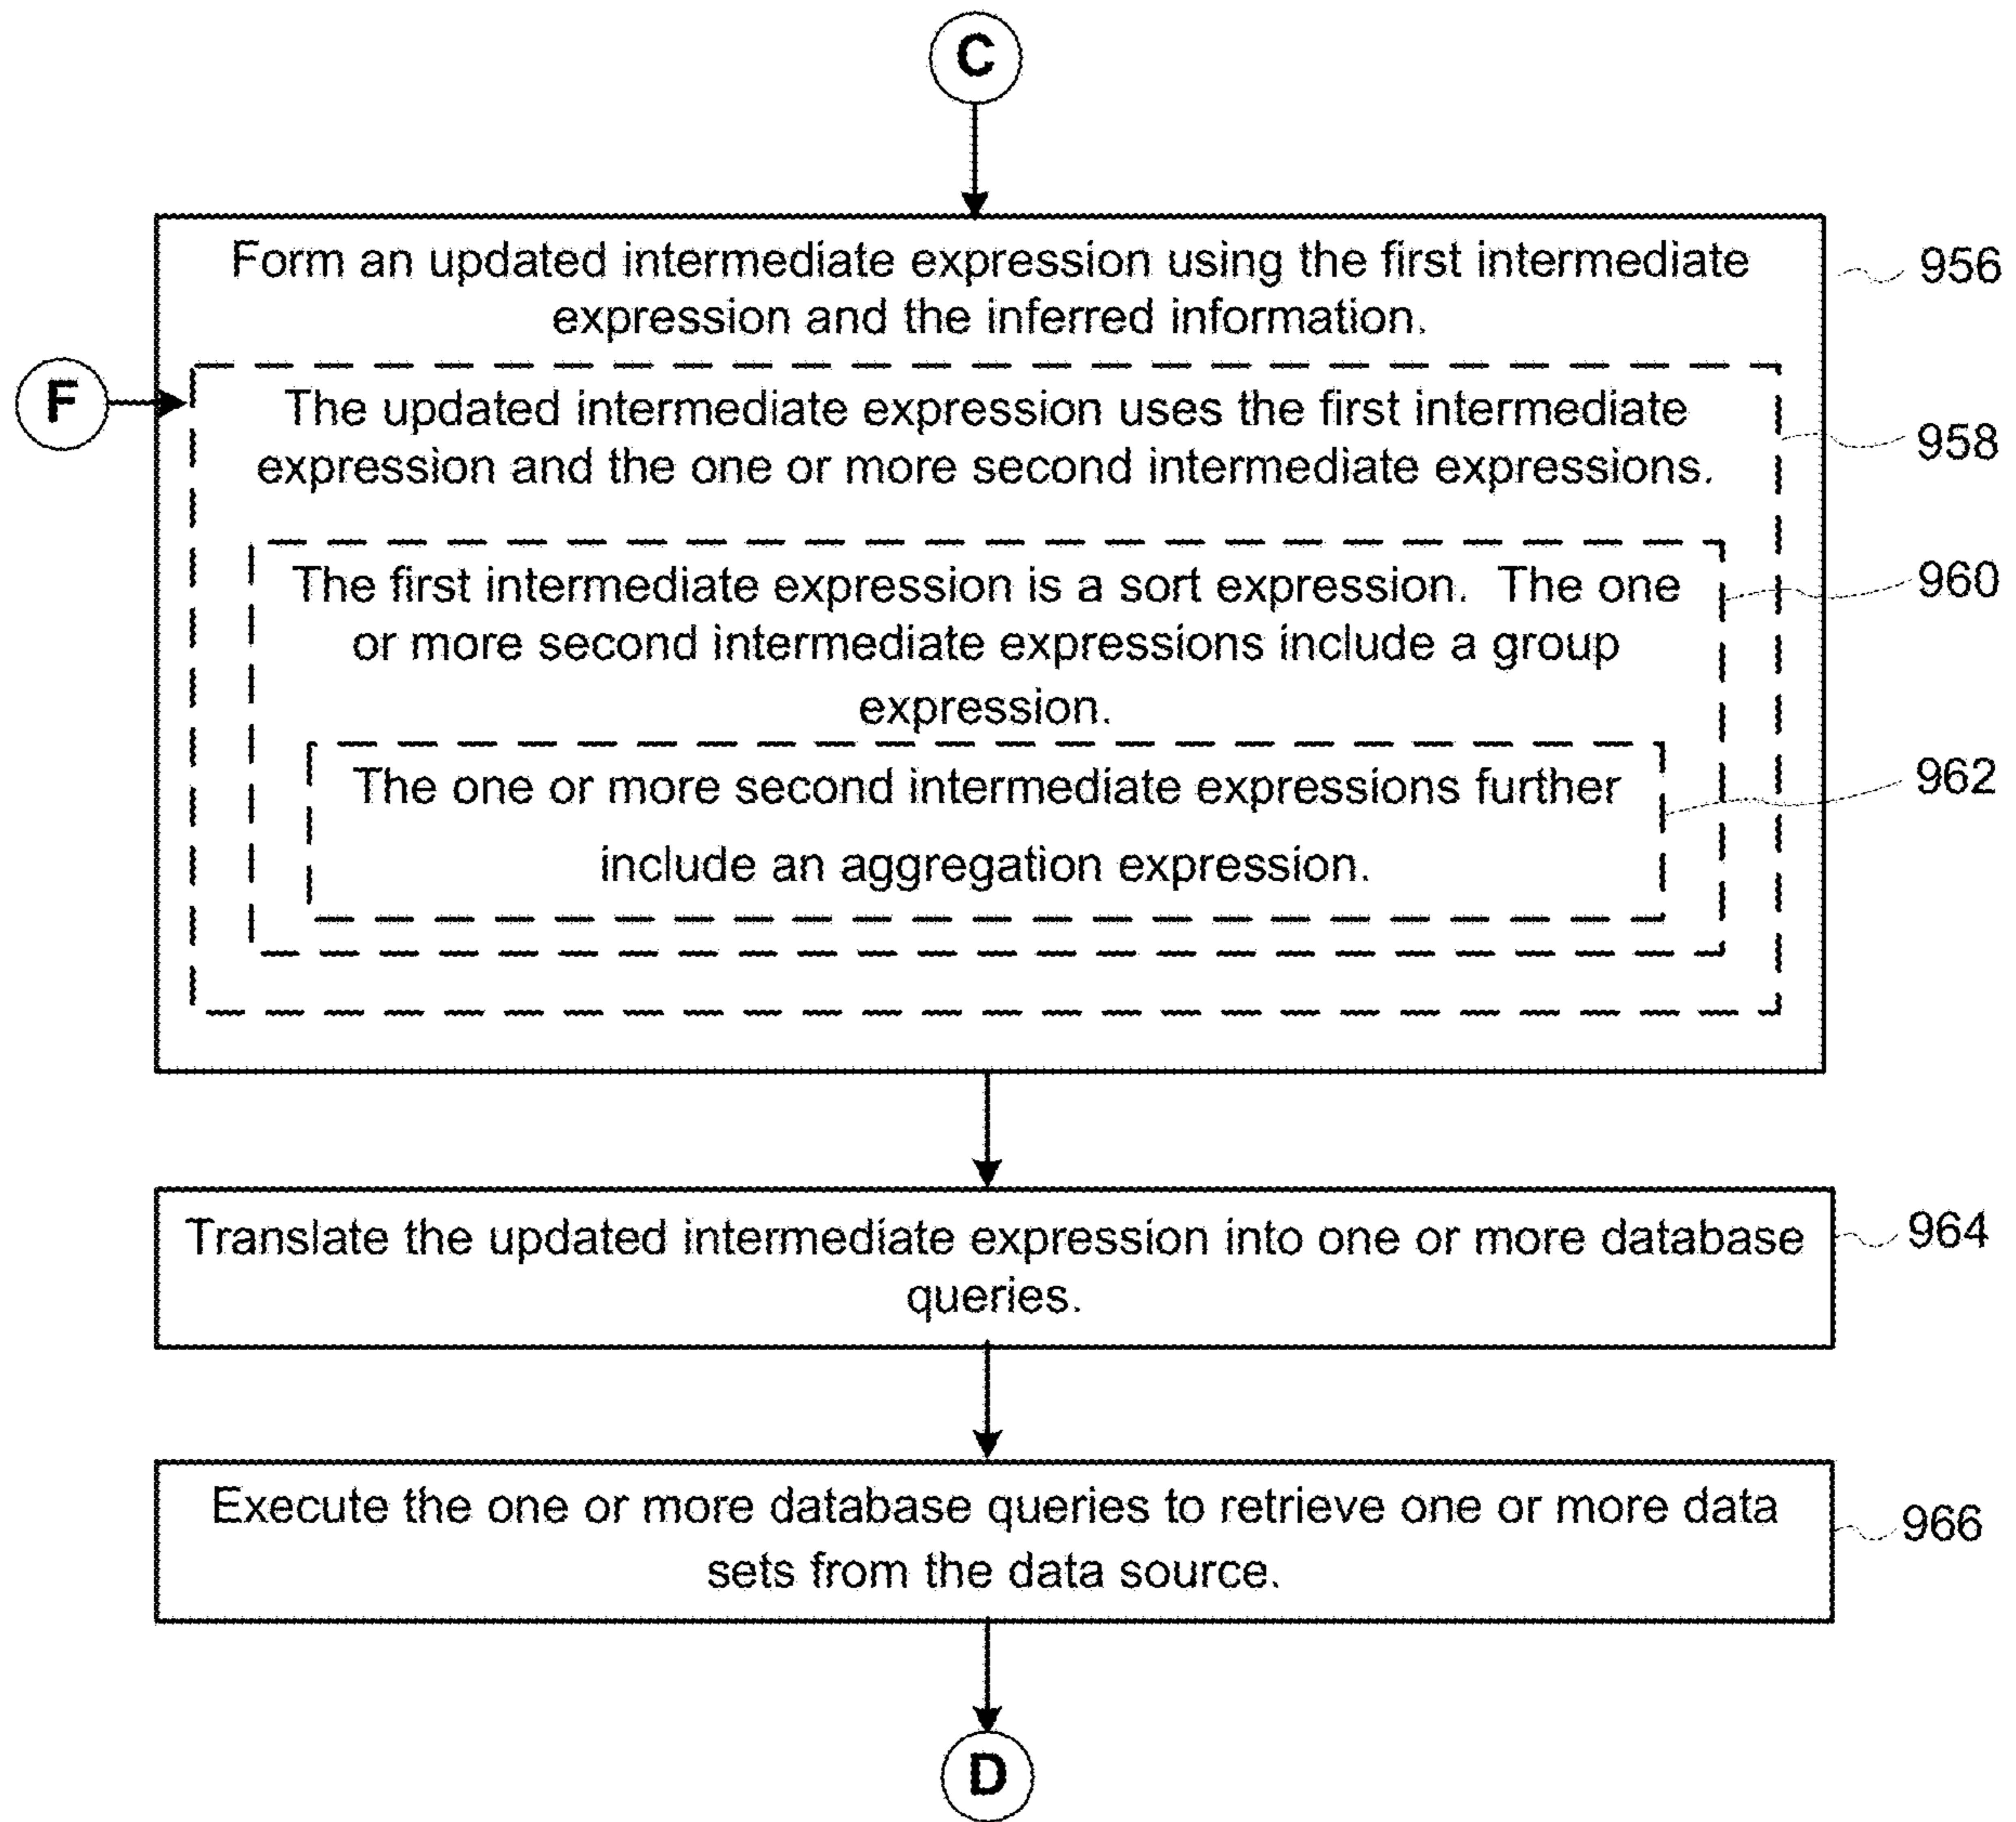 C
Form an updated intermediate expression using the first intermediate
expression and the inferred information.
956
F
The updated intermediate expression uses the first intermediate
expression and the one or more second intermediate expressions.
958
The first intermediate expression is a sort expression.  The one
or more second intermediate expressions include a group
expression.
960
The one or more second intermediate expressions further
include an aggregation expression.
962
Translate the updated intermediate expression into one or more database
queries.
964
Execute the one or more database queries to retrieve one or more data
sets from the data source.
966
D